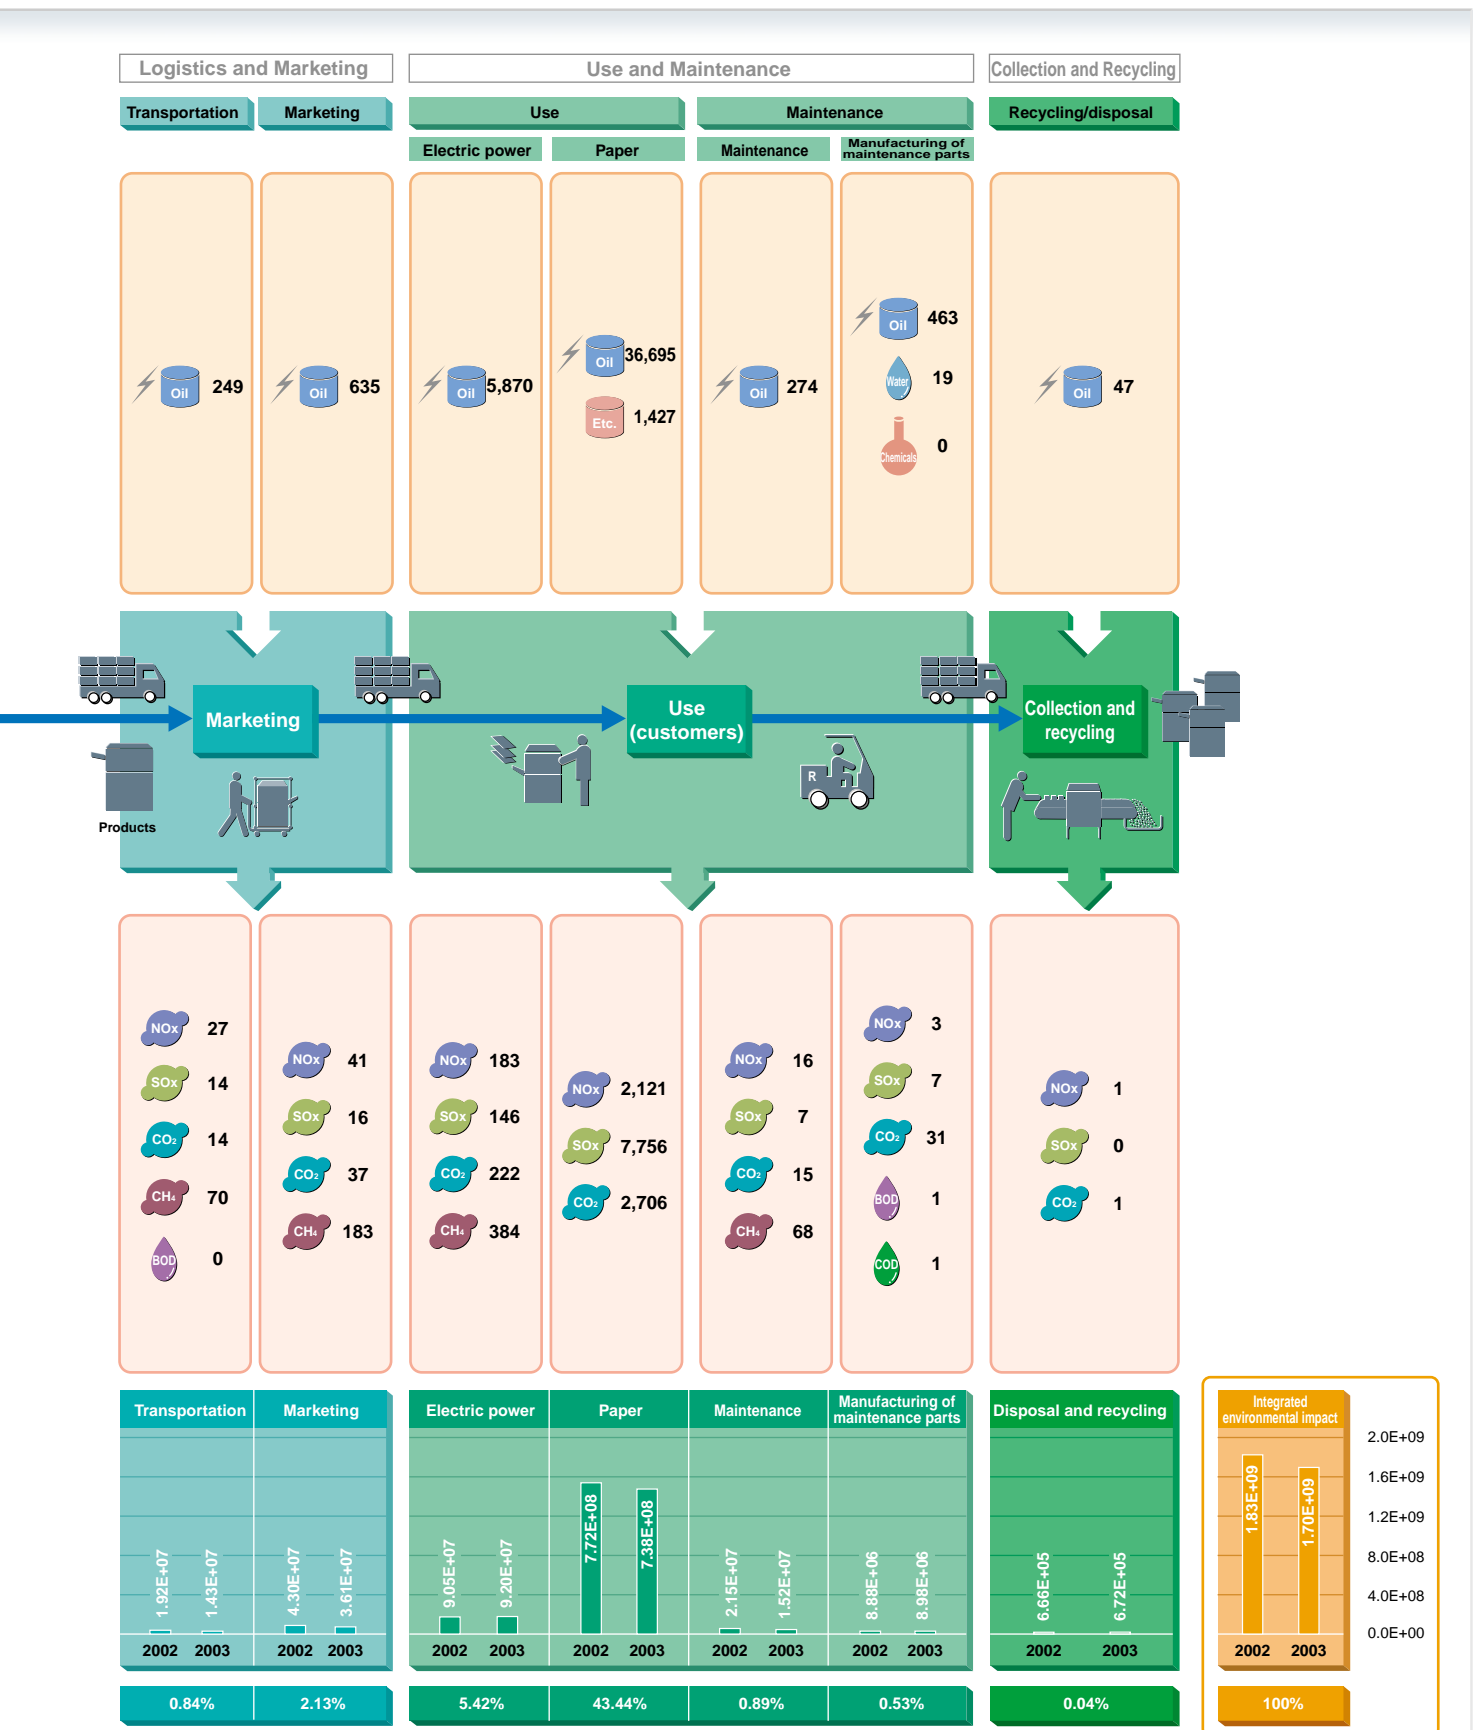 Logistics and Marketing
Use and Maintenance
Collection and Recycling
Transportation
Marketing
Use
Maintenance
Recycling/disposal
Electric power
Paper
Maintenance
Manufacturing of
maintenance parts
Oil 249
Oil 635
Oil 5,870
Oil 36,695
Etc. 1,427
Oil 274
Oil 463
Water 19
Chemicals 0
Oil 47
Marketing
Use
(customers)
Collection and
recycling
R
Products
NOx 27
SOx 14
CO2 14
CH4 70
BOD 0
NOx 41
SOx 16
CO2 37
CH4 183
NOx 183
SOx 146
CO2 222
CH4 384
NOx 2,121
SOx 7,756
CO2 2,706
NOx 16
SOx 7
CO2 15
CH4 68
NOx 3
SOx 7
CO2 31
BOD 1
COD 1
NOx 1
SOx 0
CO2 1
Transportation
1.92E+07
1.43E+07
2002 2003
0.84%
Marketing
4.30E+07
3.61E+07
2002 2003
2.13%
Electric power
9.05E+07
9.20E+07
2002 2003
5.42%
Paper
7.72E+08
7.38E+08
2002 2003
43.44%
Maintenance
2.15E+07
1.52E+07
2002 2003
0.89%
Manufacturing of
maintenance parts
8.88E+06
8.98E+06
2002 2003
0.53%
Disposal and recycling
6.66E+05
6.72E+05
2002 2003
0.04%
Integrated
environmental impact
1.83E+09
1.70E+09
2002 2003
100%
2.0E+09
1.6E+09
1.2E+09
8.0E+08
4.0E+08
0.0E+00